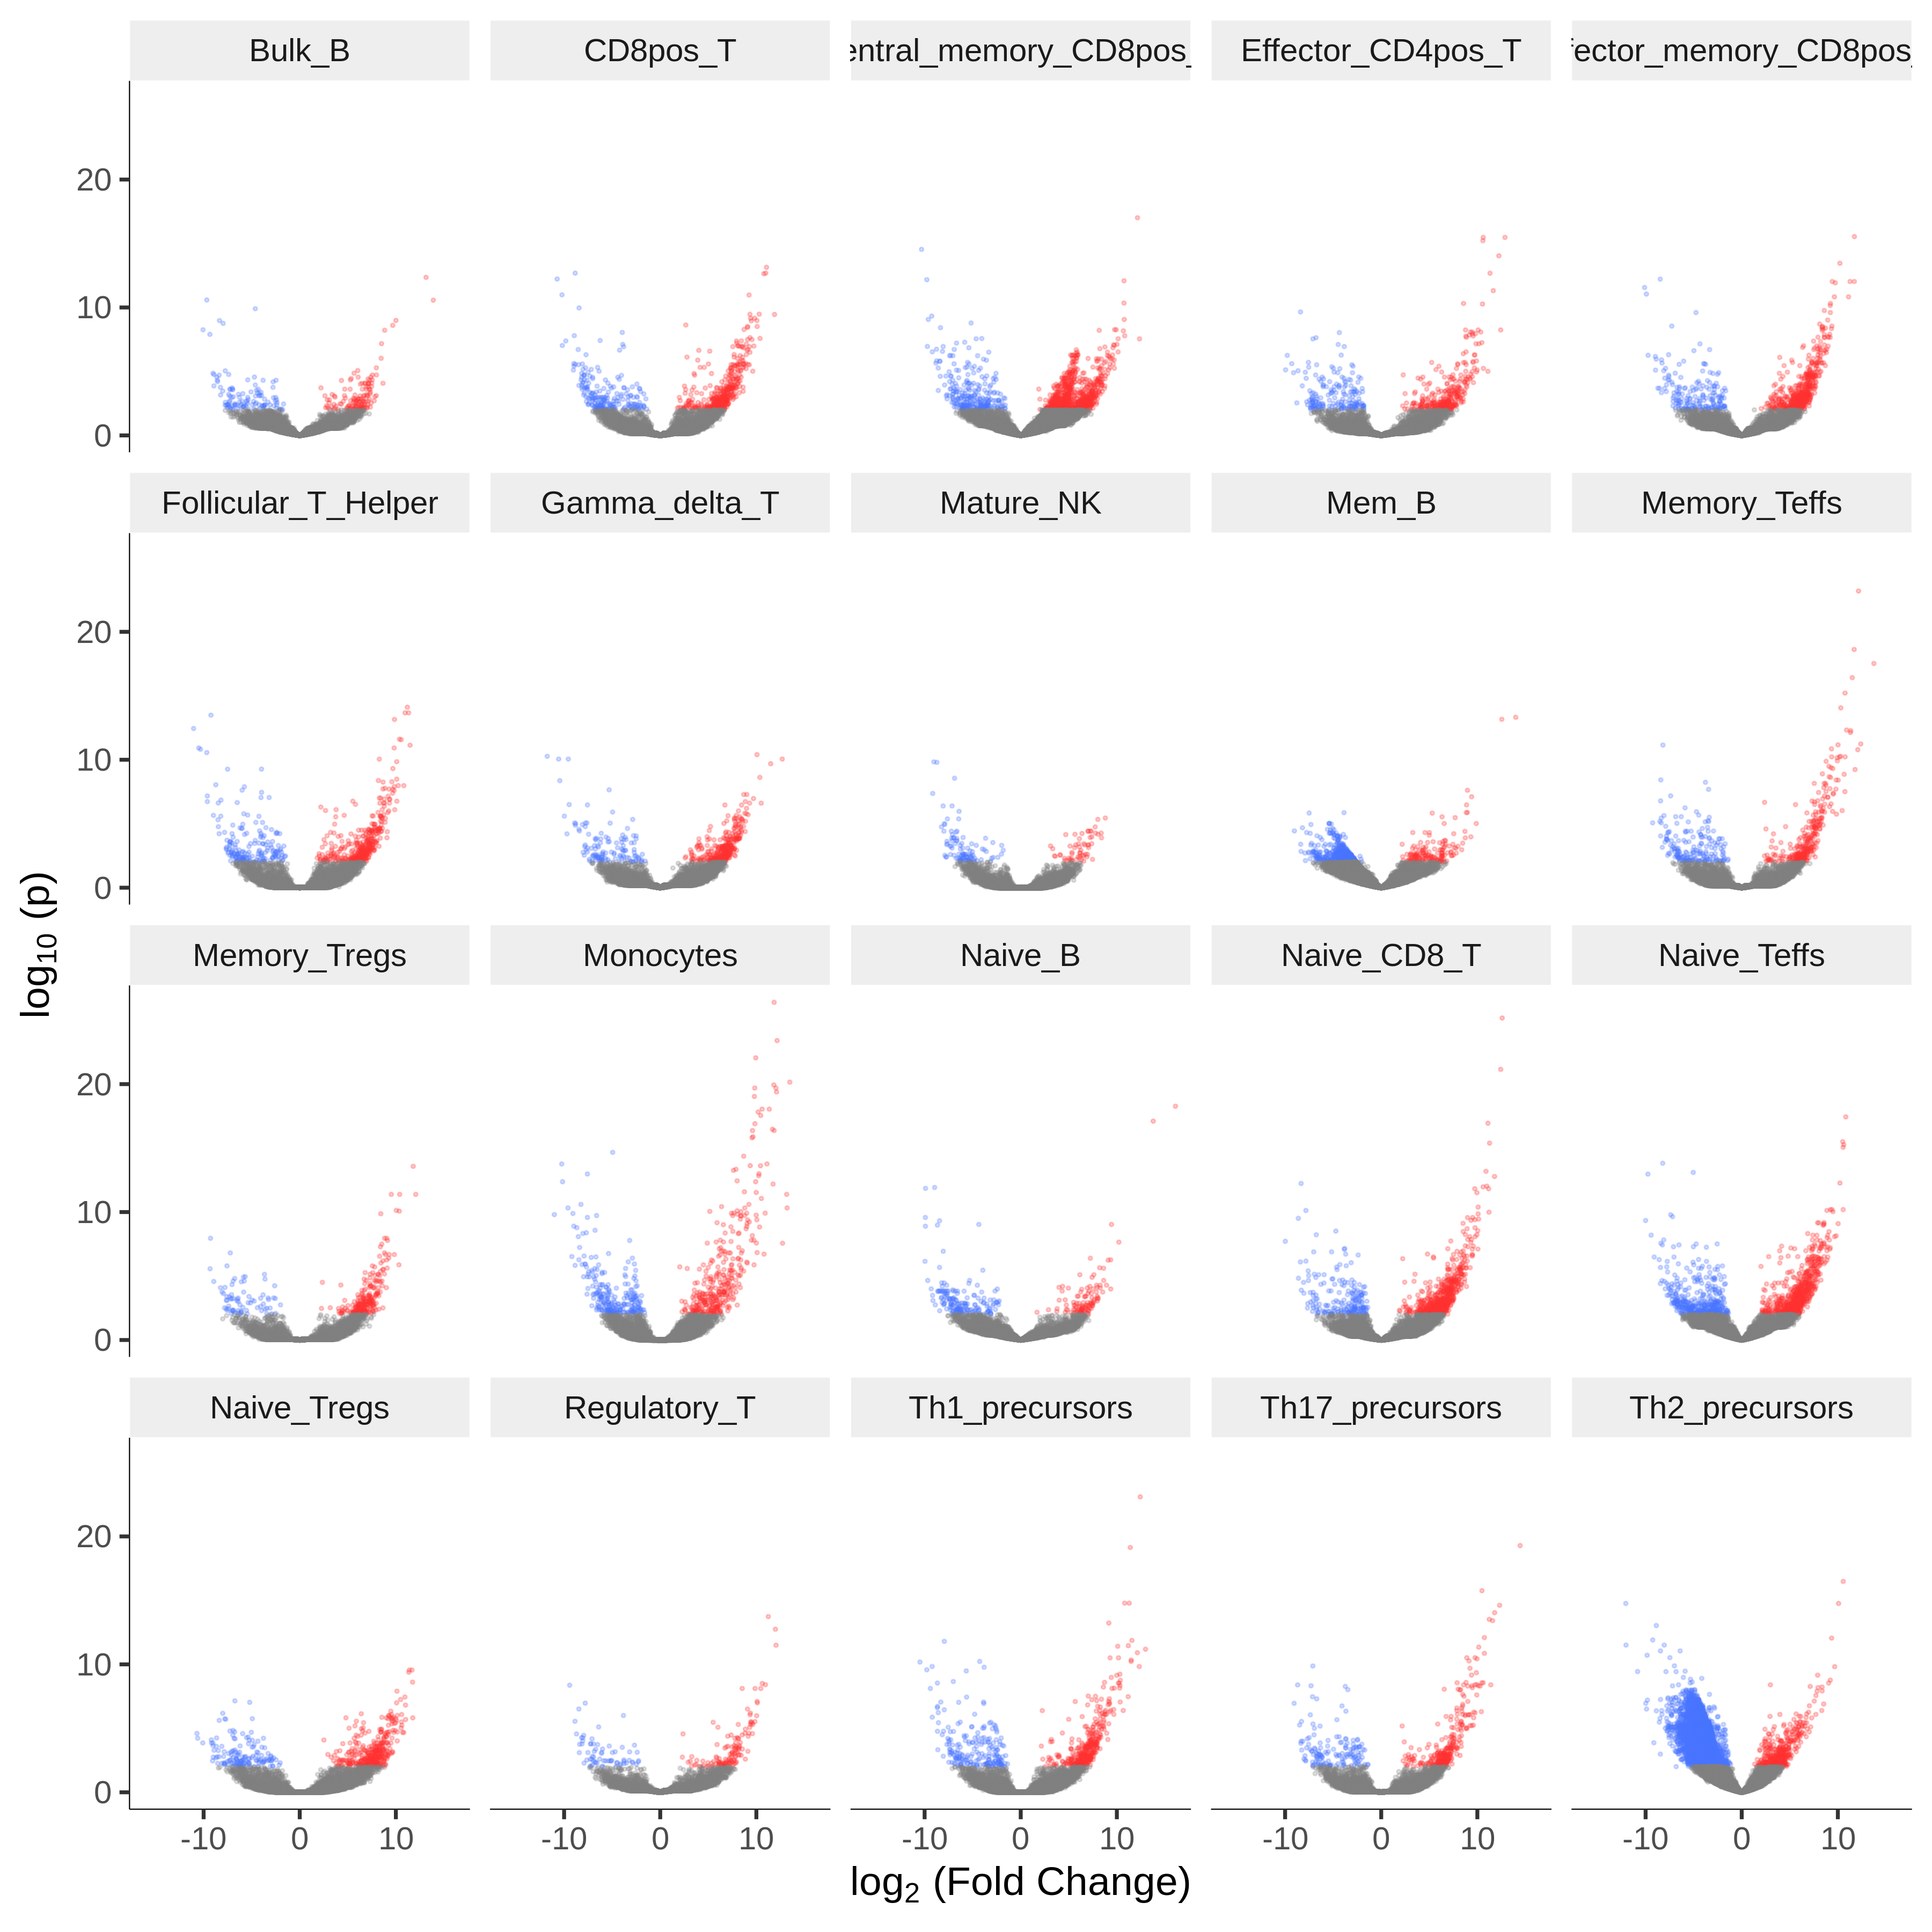 Bulk_B CD8pos_T entral_memory_CD8pos_ Effector_CD4pos_T fector_memory_CD8pos_
20
10
0
Follicular_T_Helper Gamma_delta_T Mature_NK Mem_B Memory_Teffs
20
10
0
log10 (p)
Memory_Tregs Monocytes Naive_B Naive_CD8_T Naive_Teffs
20
10
0
Naive_Tregs Regulatory_T Th1_precursors Th17_precursors Th2_precursors
20
10
0
-10 0 10 -10 0 10 -10 0 10 -10 0 10 -10 0 10
log2 (Fold Change)